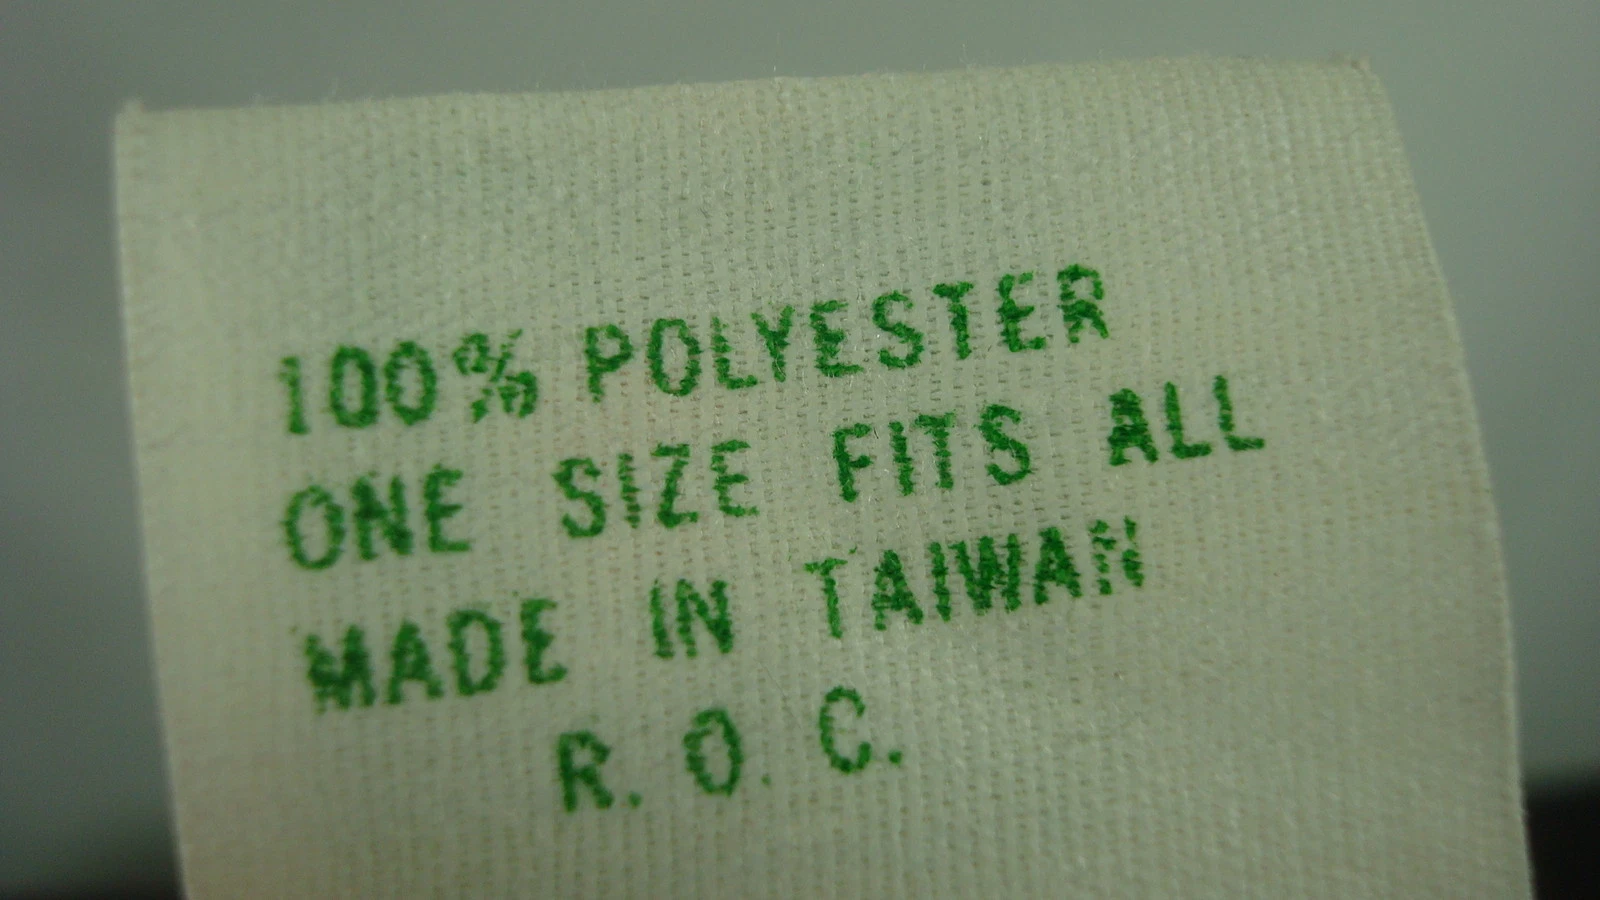 100% POLYESTER
ONE SIZE FITS ALL
MADE IN TAIWAN
R. O. C.